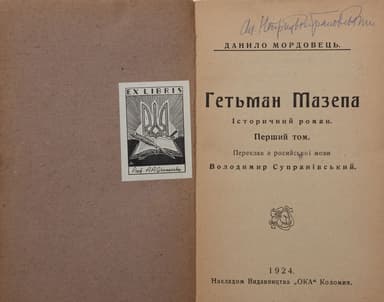 EX LIBRIS
Prof.
ДАНИЛО МОРДОВЕЦЬ.
Гетьман Мазепа
Історичний роман.
Перший том.
Переклав з російської мови
Володимир Супранівський.
1924.
Накладом Видавництва „ОКА" Коломия.